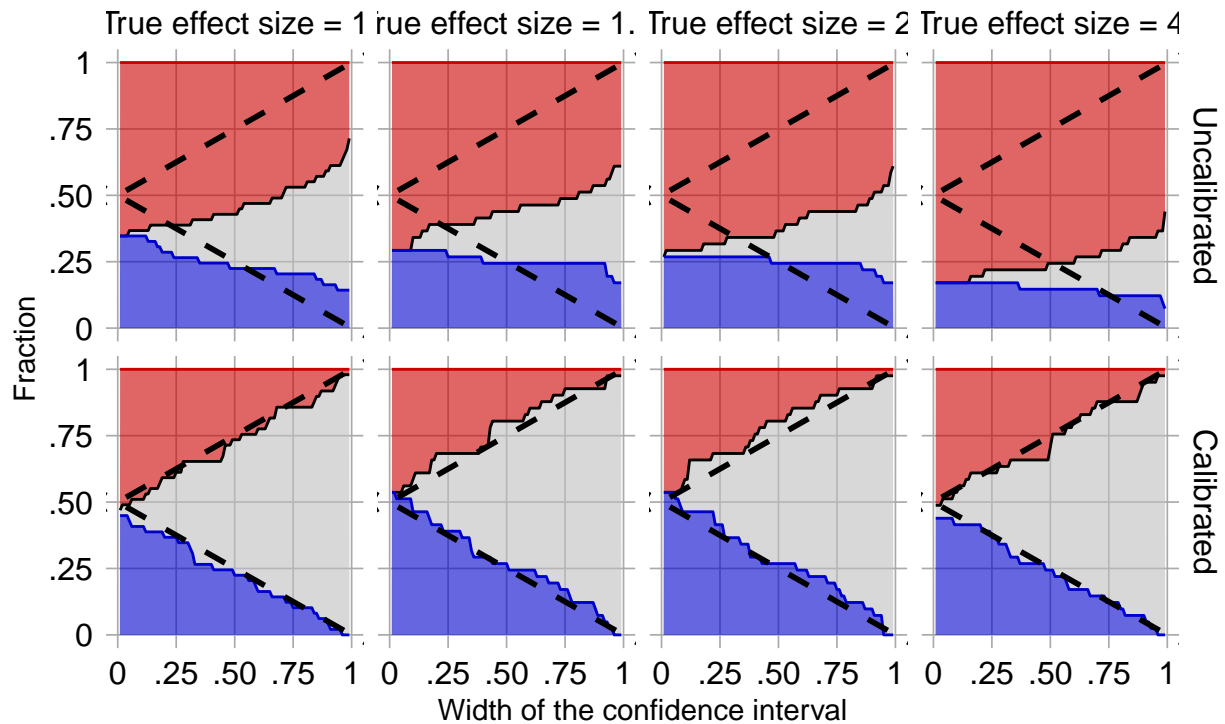 True effect size = 1 True effect size = 1. True effect size = 2 True effect size = 4
1
.75
.50
.25
0
Uncalibrated
Fraction
1
.75
.50
.25
0
Calibrated
0 .25 .50 .75 1 0 .25 .50 .75 1 0 .25 .50 .75 1 0 .25 .50 .75 1
Width of the confidence interval